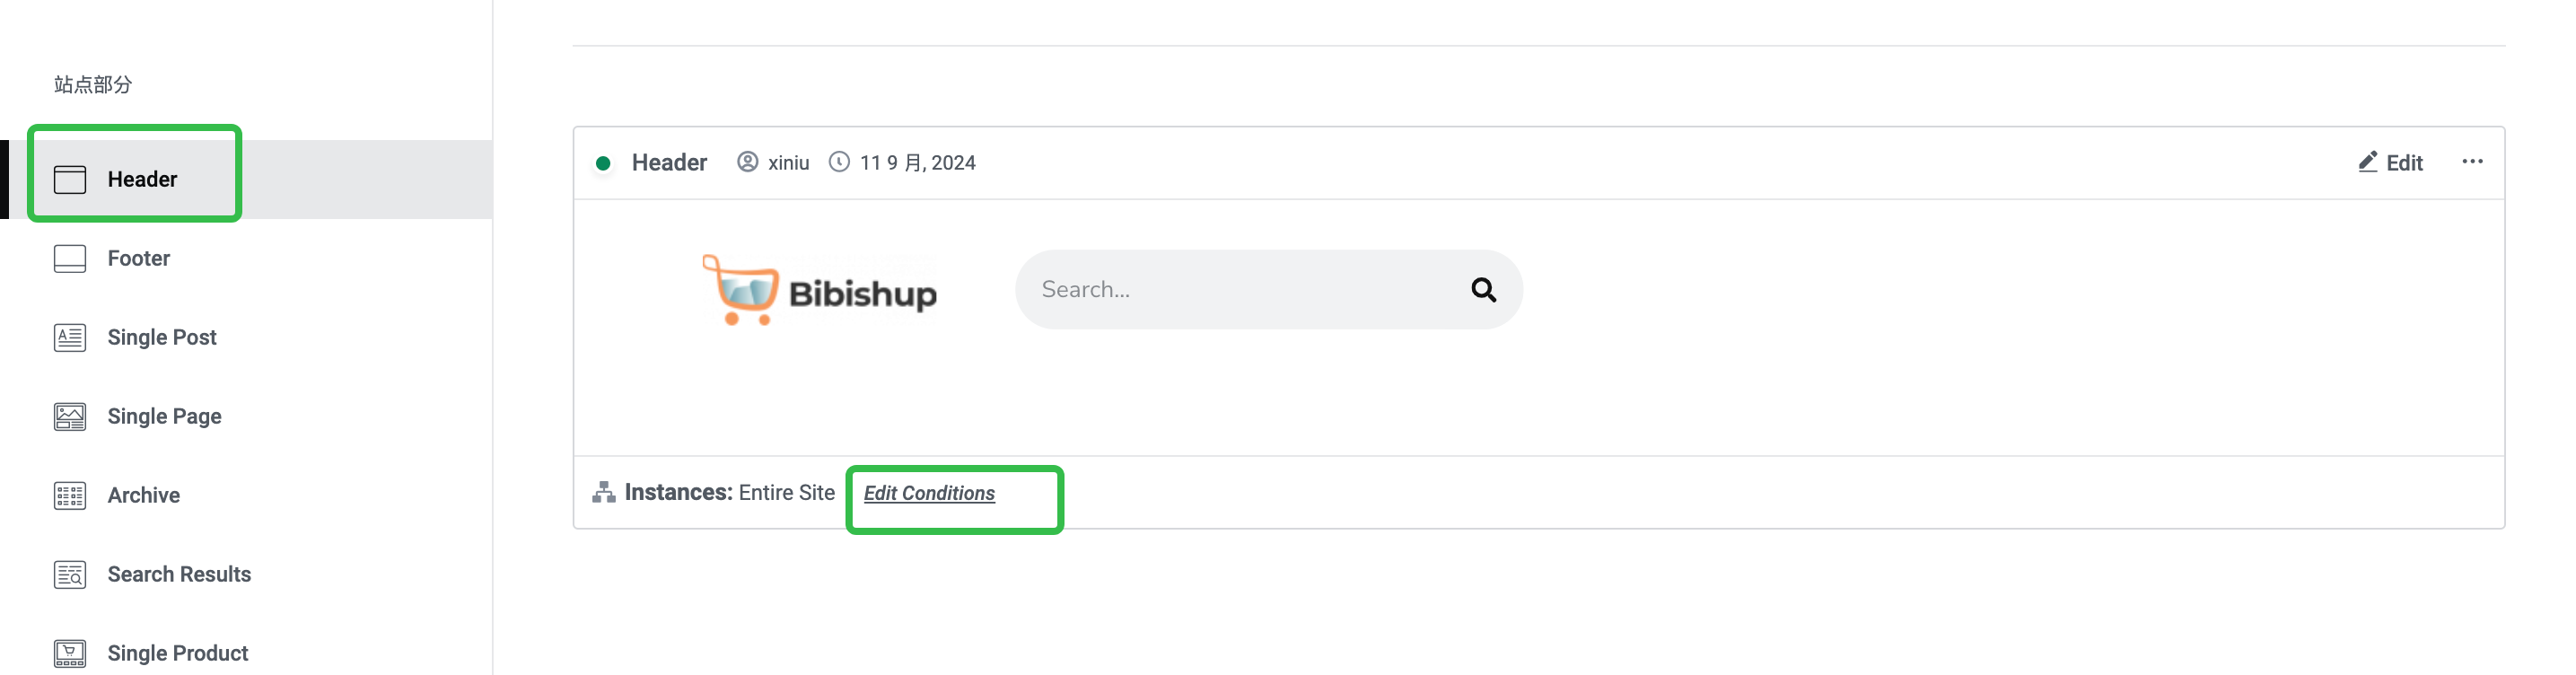 站点部分
Header
Footer
Single Post
Single Page
Archive
Search Results
Single Product
Header xiniu 11 9 月, 2024 Edit
Bibishup Search...
Instances: Entire Site Edit Conditions